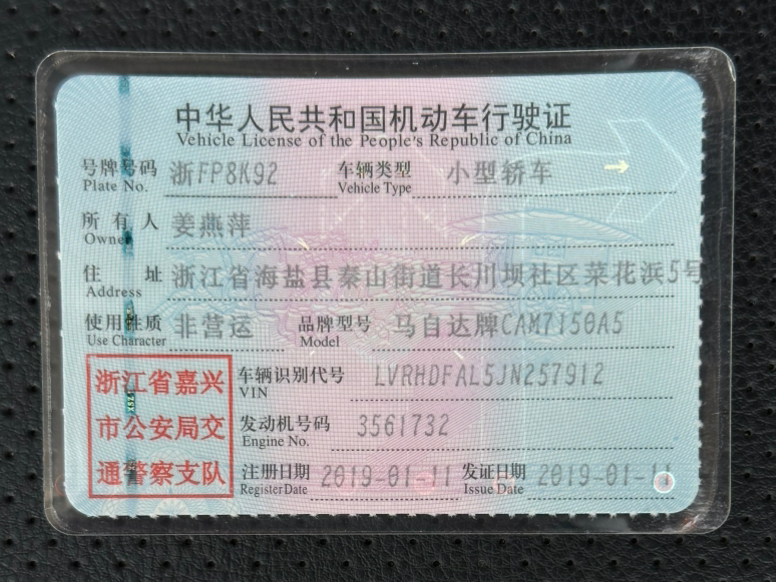 中华人民共和国机动车行驶证
Vehicle License of the People's Republic of China
号牌号码 浙FP8K92 车辆类型 小型轿车
Plate No. Vehicle Type
所有人 姜燕萍
Owner
住址 浙江省海盐县秦山街道长川坝社区菜花浜5号
Address
使用性质 非营运 品牌型号 马自达牌CAM7150A5
Use Character Model
浙江省嘉兴
市公安局交
通警察支队
车辆识别代号 LVRHDFAL5JN257912
VIN
发动机号码 3561732
Engine No.
注册日期 2019-01-11 发证日期 2019-01-11
Register Date Issue Date